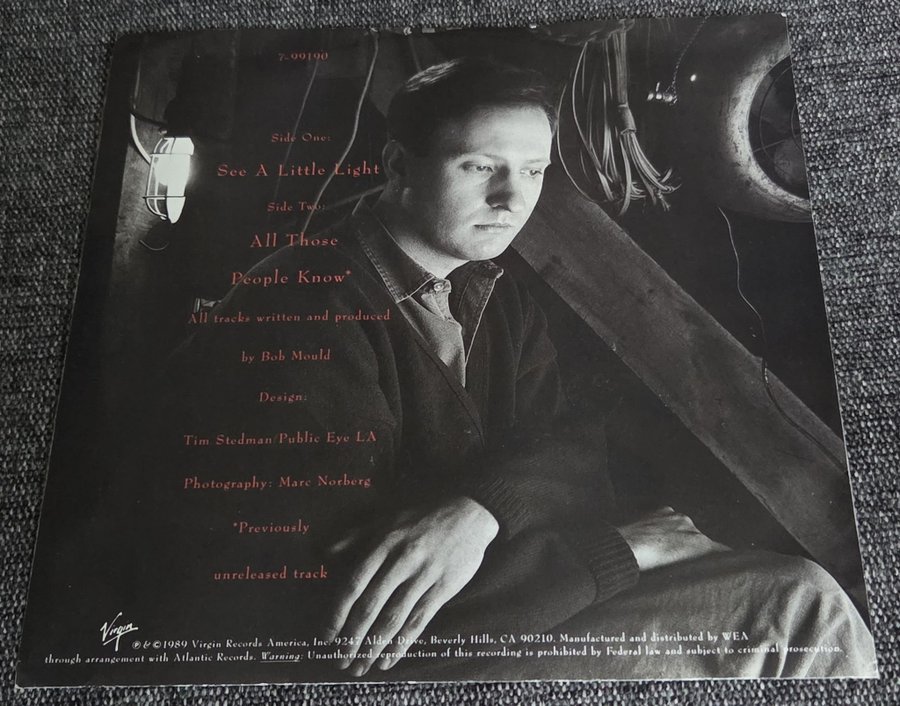 7-99190
Side One:
See A Little Light
Side Two:
All Those
People Know*
All tracks written and produced
by Bob Mould
Design:
Tim Stedman/Public Eye LA
Photography: Marc Norberg
*Previously
unreleased track
Virgin
℗ & ©1989 Virgin Records America, Inc. 9247 Alden Drive, Beverly Hills, CA 90210. Manufactured and distributed by WEA
through arrangement with Atlantic Records. Warning: Unauthorized reproduction of this recording is prohibited by Federal law and subject to criminal prosecution.